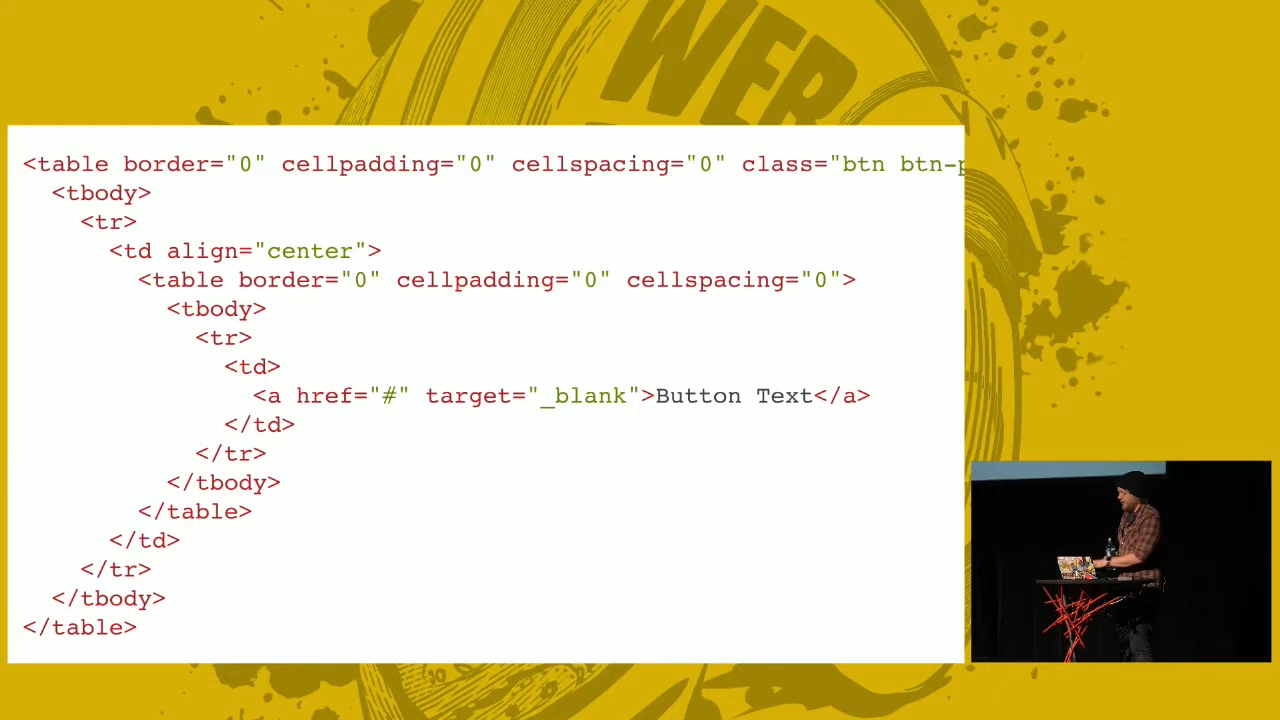 WEB
<table border="0" cellpadding="0" cellspacing="0" class="btn btn-p
<tbody>
<tr>
<td align="center">
<table border="0" cellpadding="0" cellspacing="0">
<tbody>
<tr>
<td>
<a href="#" target="_blank">Button Text</a>
</td>
</tr>
</tbody>
</table>
</td>
</tr>
</tbody>
</table>